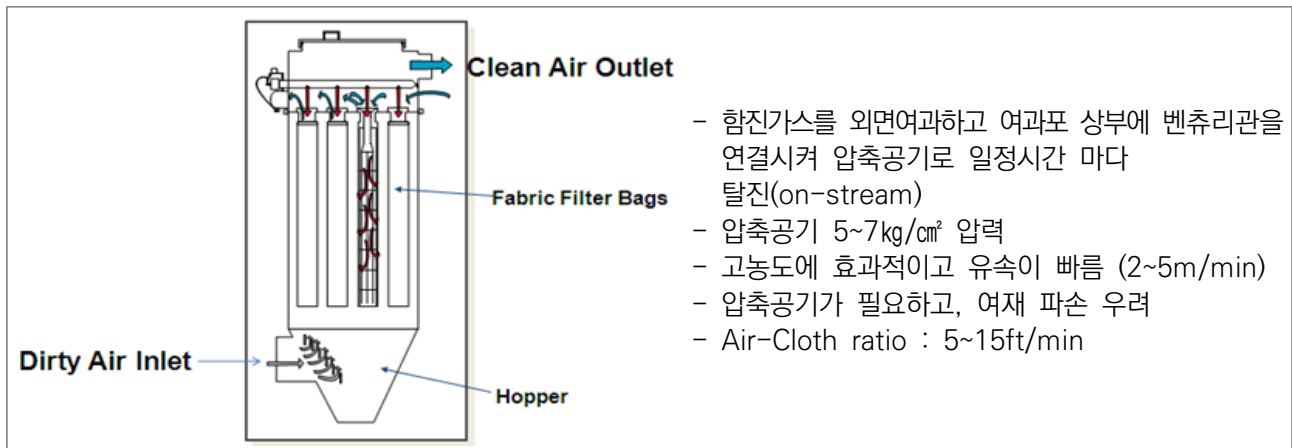 Clean Air Outlet
Fabric Filter Bags
Dirty Air Inlet
Hopper
- 함진가스를 외면여과하고 여과포 상부에 벤츄리관을
연결시켜 압축공기로 일정시간 마다
탈진(on-stream)
- 압축공기 5~7㎏/㎠ 압력
- 고농도에 효과적이고 유속이 빠름 (2~5m/min)
- 압축공기가 필요하고, 여재 파손 우려
- Air-Cloth ratio : 5~15ft/min